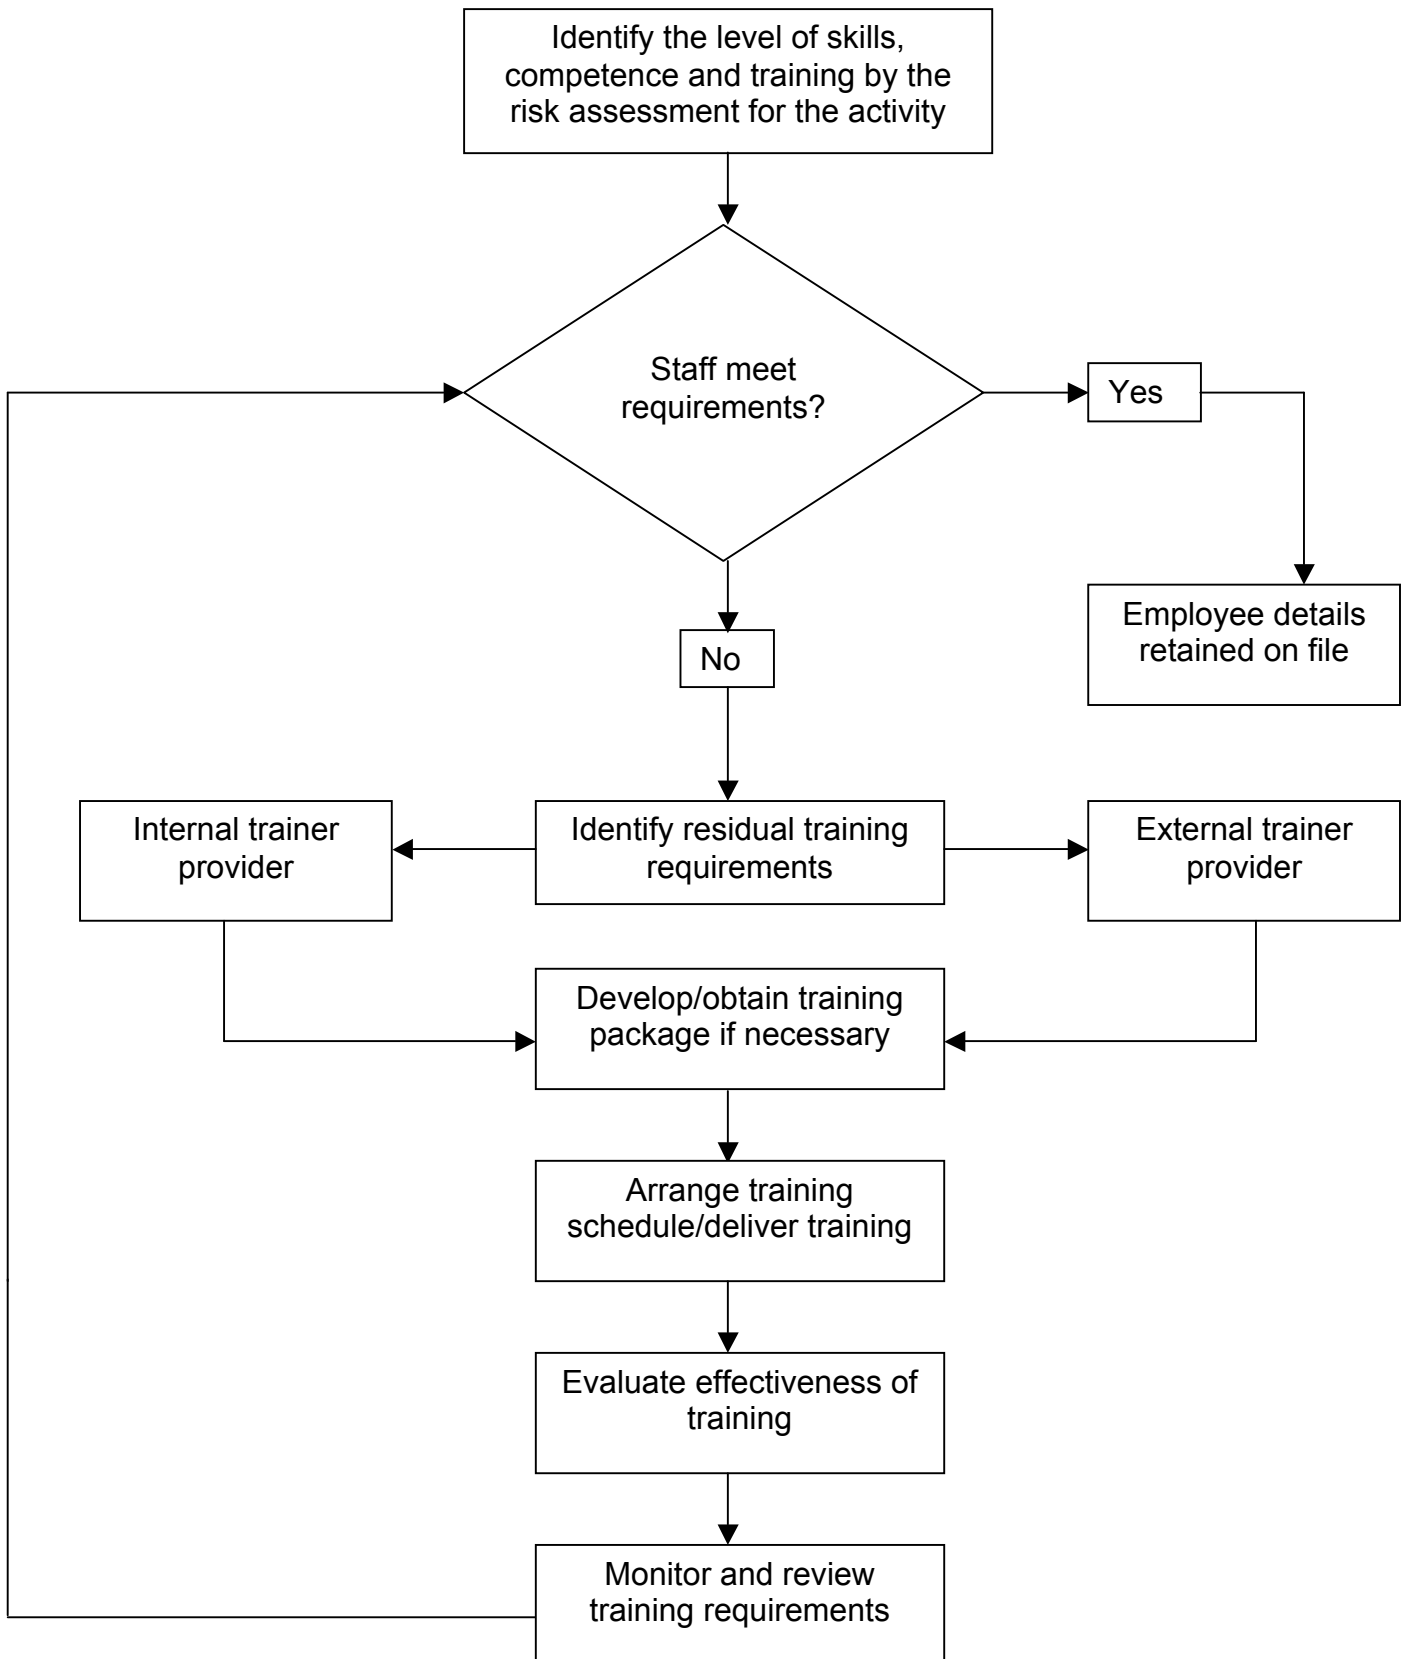 Identify the level of skills,
competence and training by the
risk assessment for the activity
Staff meet
requirements?
Yes
Employee details
retained on file
No
Internal trainer
provider
Identify residual training
requirements
External trainer
provider
Develop/obtain training
package if necessary
Arrange training
schedule/deliver training
Evaluate effectiveness of
training
Monitor and review
training requirements